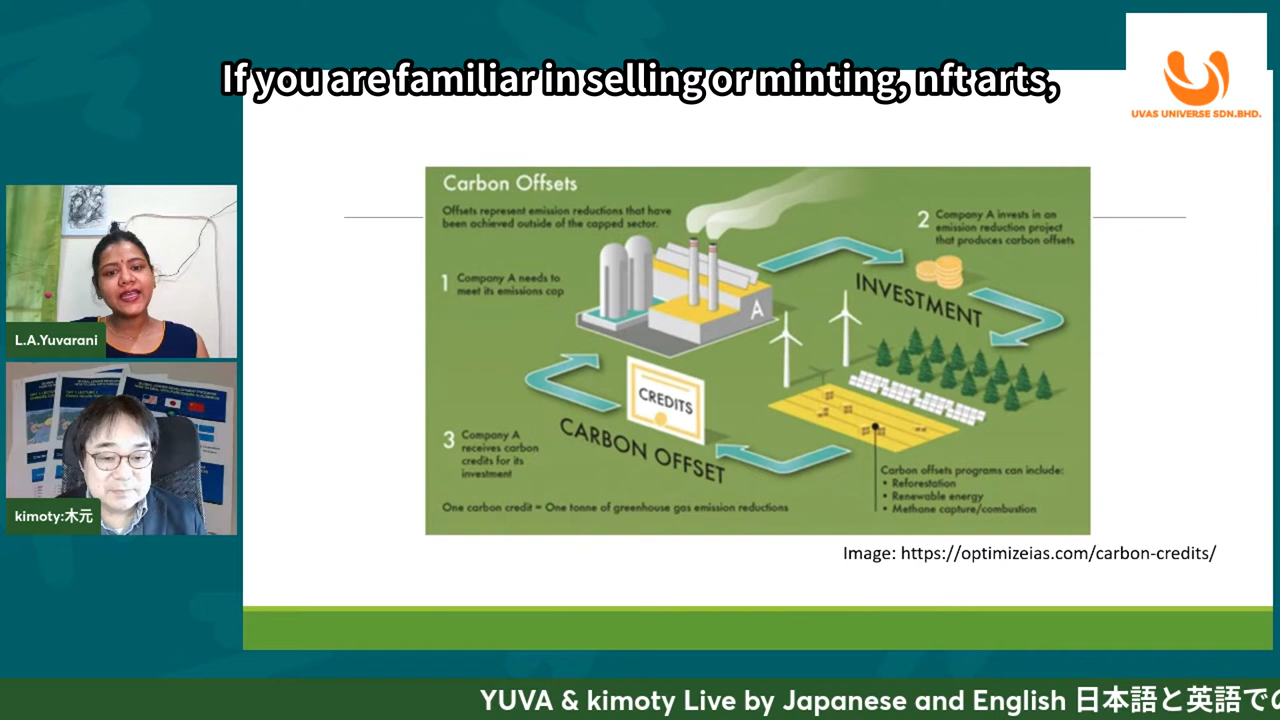 If you are familiar in selling or minting, nft arts,
UVAS UNIVERSE SDN.BHD.
Carbon Offsets
Offsets represent emission reductions that have
been achieved outside of the capped sector.
1 Company A needs to
meet its emissions cap
2 Company A invests in an
emission reduction project
that produces carbon offsets
A
INVESTMENT
CREDITS
CARBON OFFSET
3 Company A
receives carbon
credits for its
investment
Carbon offsets programs can include:
• Reforestation
• Renewable energy
• Methane capture/combustion
One carbon credit = One tonne of greenhouse gas emission reductions
Image: https://optimizeias.com/carbon-credits/
L.A.Yuvarani
kimoty:木元
YUVA & kimoty Live by Japanese and English 日本語と英語での